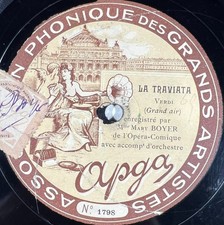 ASSOCIATION PHONIQUE DES GRANDS ARTISTES
LA TRAVIATA
VERDI
(Grand air)
enregistré par
Mme MARY BOYER
de l'Opéra-Comique
avec accompt d'orchestre
Apga
No 1798